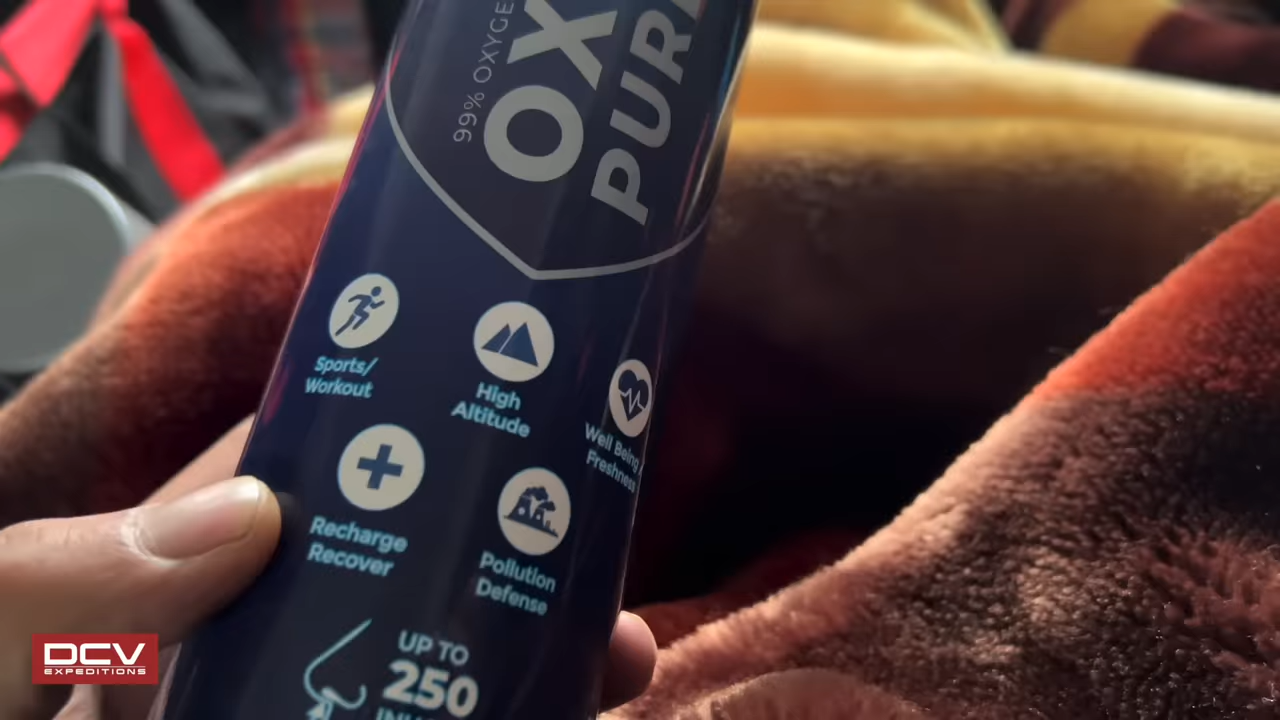 99% OXYGE
OX
PURE
Sports/
Workout
High
Altitude
Well Being /
Freshness
Recharge
Recover
Pollution
Defense
UP TO
250
DCV
EXPEDITIONS